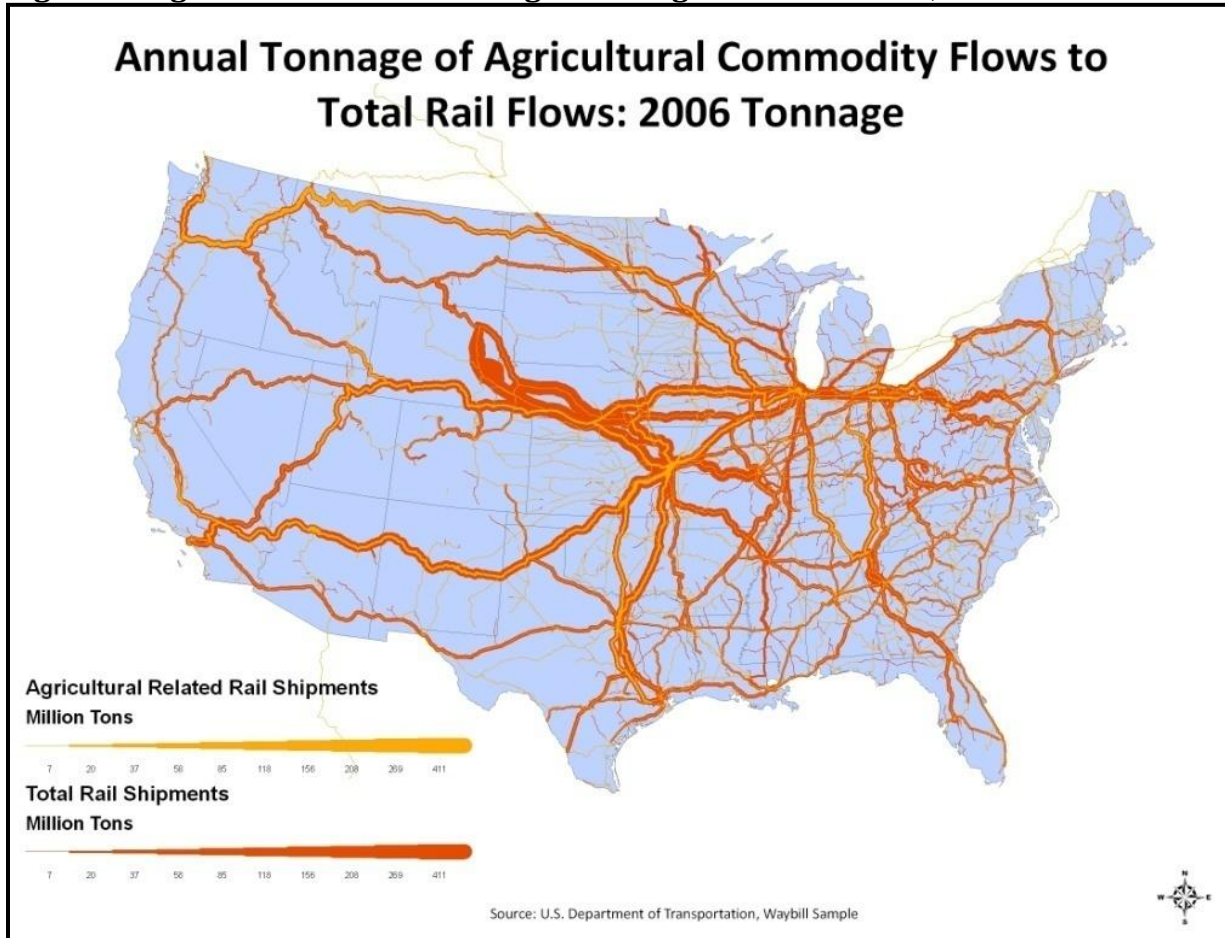 Annual Tonnage of Agricultural Commodity Flows to
Total Rail Flows: 2006 Tonnage
Agricultural Related Rail Shipments
Million Tons
7 20 37 58 85 118 156 208 269 411
Total Rail Shipments
Million Tons
7 20 37 58 85 118 156 208 269 411
Source: U.S. Department of Transportation, Waybill Sample
N
W E
S